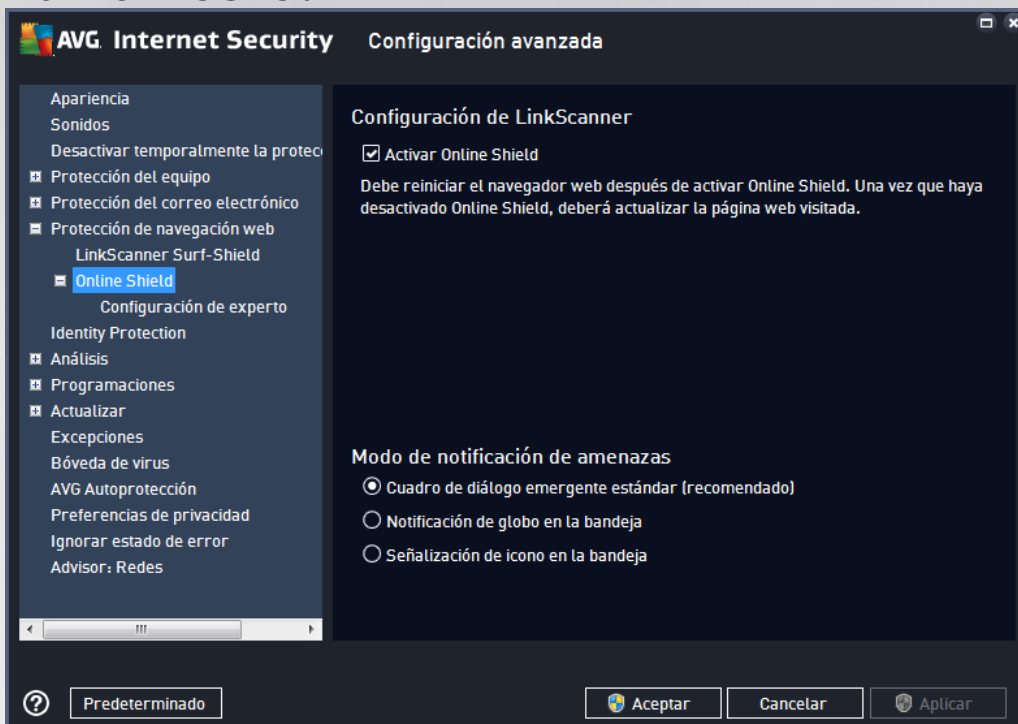 AVG. Internet Security Configuración avanzada
Apariencia
Sonidos
Desactivar temporalmente la protec
Protección del equipo
Protección del correo electrónico
Protección de navegación web
LinkScanner Surf-Shield
Online Shield
Configuración de experto
Identity Protection
Análisis
Programaciones
Actualizar
Excepciones
Bóveda de virus
AVG Autoprotección
Preferencias de privacidad
Ignorar estado de error
Advisor: Redes
Configuración de LinkScanner
Activar Online Shield
Debe reiniciar el navegador web después de activar Online Shield. Una vez que haya
desactivado Online Shield, deberá actualizar la página web visitada.
Modo de notificación de amenazas
Cuadro de diálogo emergente estándar (recomendado)
Notificación de globo en la bandeja
Señalización de icono en la bandeja
Predeterminado
Aceptar
Cancelar
Aplicar